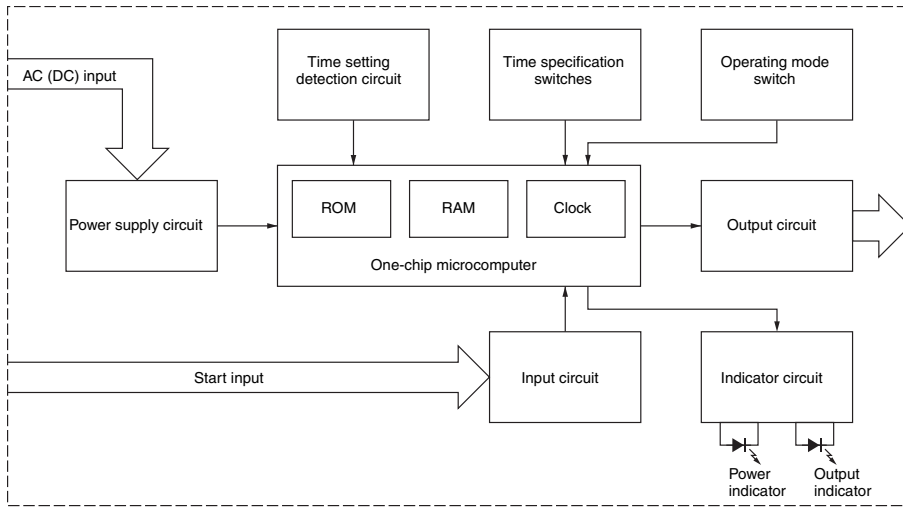 Time setting
detection circuit
Time specification
switches
Operating mode
switch
AC (DC) input
Power supply circuit
ROM
RAM
Clock
One-chip microcomputer
Output circuit
Start input
Input circuit
Indicator circuit
Power
indicator
Output
indicator